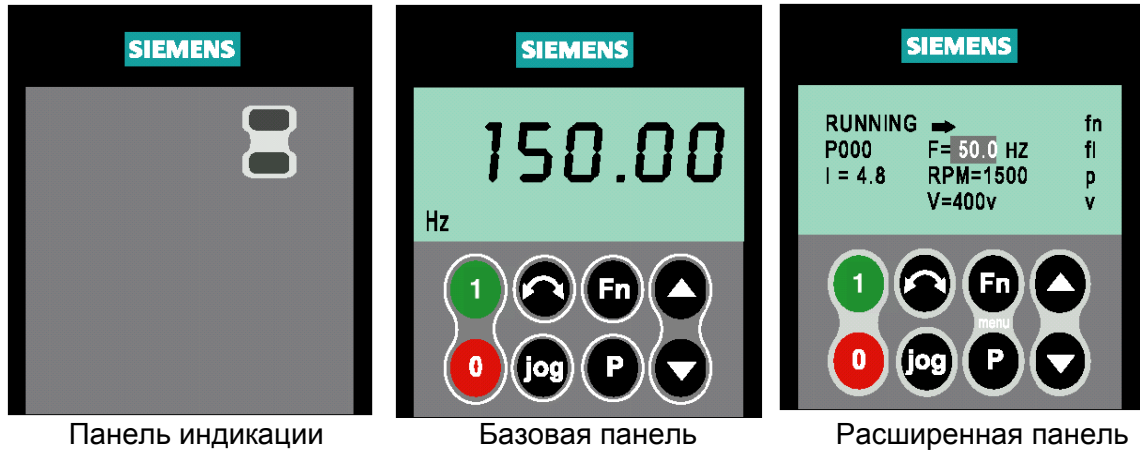 SIEMENS
Панель индикации
SIEMENS
150.00
Hz
1
Fn
0
jog
P
Базовая панель
SIEMENS
RUNNING fn
P000 F= 50.0 HZ fl
I = 4.8 RPM=1500 p
V=400v v
1
Fn
menu
0
jog
P
Расширенная панель